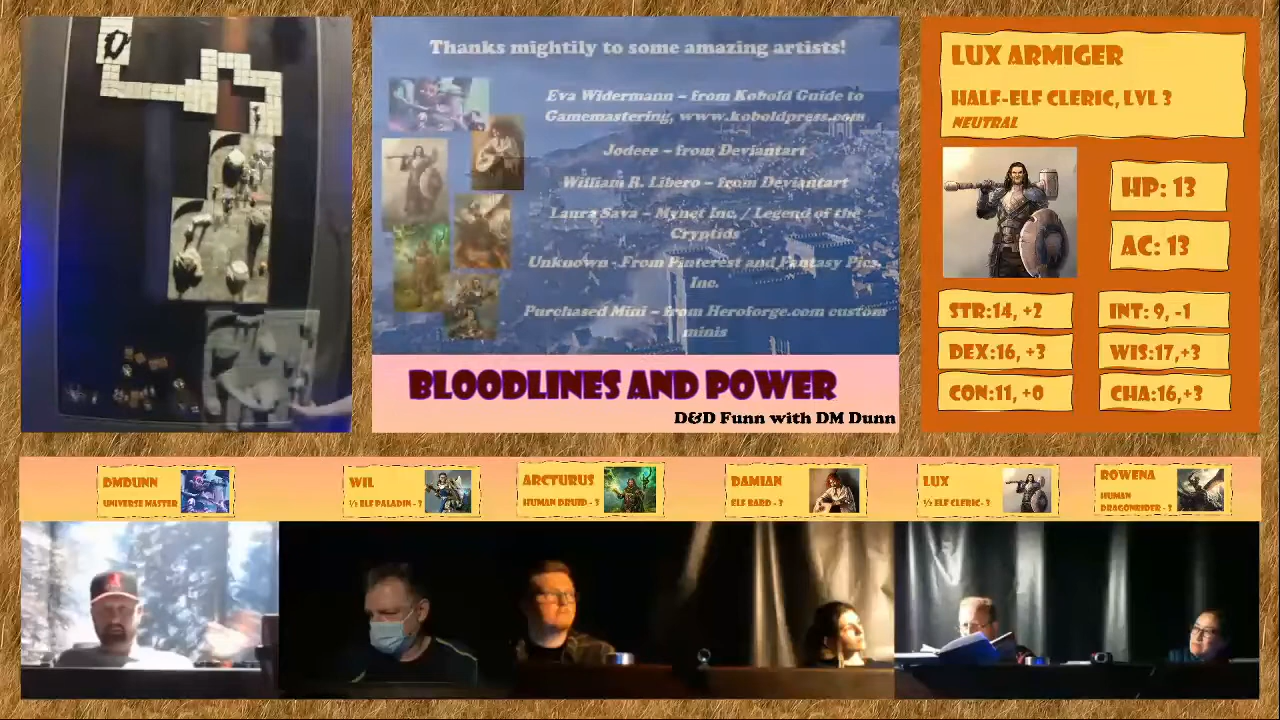 Thanks mightily to some amazing artists!
Eva Widermann – from Kobold Guide to
Gamemastering, www.koboldpress.com
Jodeee – from Deviantart
William R. Libero – from Deviantart
Laura Sava – Mynet Inc. / Legend of the
Cryptids
Unknown - From Pinterest and Fantasy Pics,
Inc.
Purchased Mini – from Heroforge.com custom
minis
BLOODLINES AND POWER
D&D Funn with DM Dunn
LUX ARMIGER
HALF-ELF CLERIC, LVL 3
NEUTRAL
HP: 13
AC: 13
STR:14, +2
INT: 9, -1
DEX:16, +3
WIS:17,+3
CON:11, +0
CHA:16,+3
DMDUNN
UNIVERSE MASTER
WIL
½ ELF PALADIN - 3
ARCTURUS
HUMAN DRUID - 3
DAMIAN
ELF BARD - 3
LUX
½ ELF CLERIC- 3
ROWENA
HUMAN
DRAGONRIDER - 3